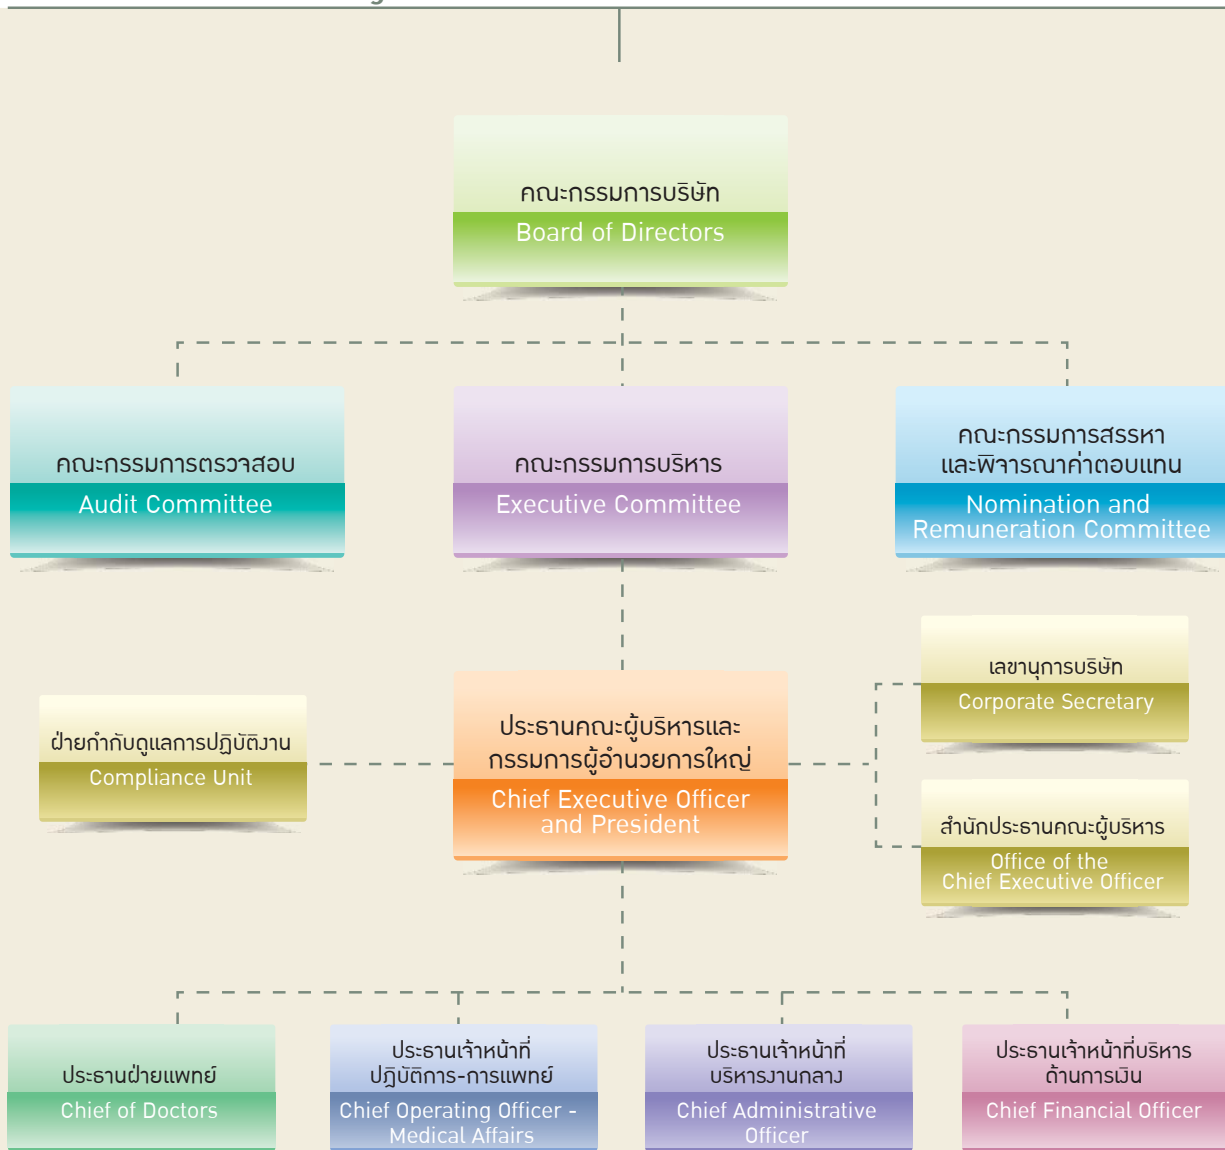 คณะกรรมการบริษัท
Board of Directors
คณะกรรมการตรวจสอบ
Audit Committee
คณะกรรมการบริหาร
Executive Committee
คณะกรรมการสรรหา
และพิจารณาค่าตอบแทน
Nomination and
Remuneration Committee
ฝ่ายกำกับดูแลการปฏิบัติงาน
Compliance Unit
ประธานคณะผู้บริหารและ
กรรมการผู้อำนวยการใหญ่
Chief Executive Officer
and President
เลขานุการบริษัท
Corporate Secretary
สำนักประธานคณะผู้บริหาร
Office of the
Chief Executive Officer
ประธานฝ่ายแพทย์
Chief of Doctors
ประธานเจ้าหน้าที่
ปฏิบัติการ-การแพทย์
Chief Operating Officer -
Medical Affairs
ประธานเจ้าหน้าที่
บริหารงานกลาง
Chief Administrative
Officer
ประธานเจ้าหน้าที่บริหาร
ด้านการเงิน
Chief Financial Officer